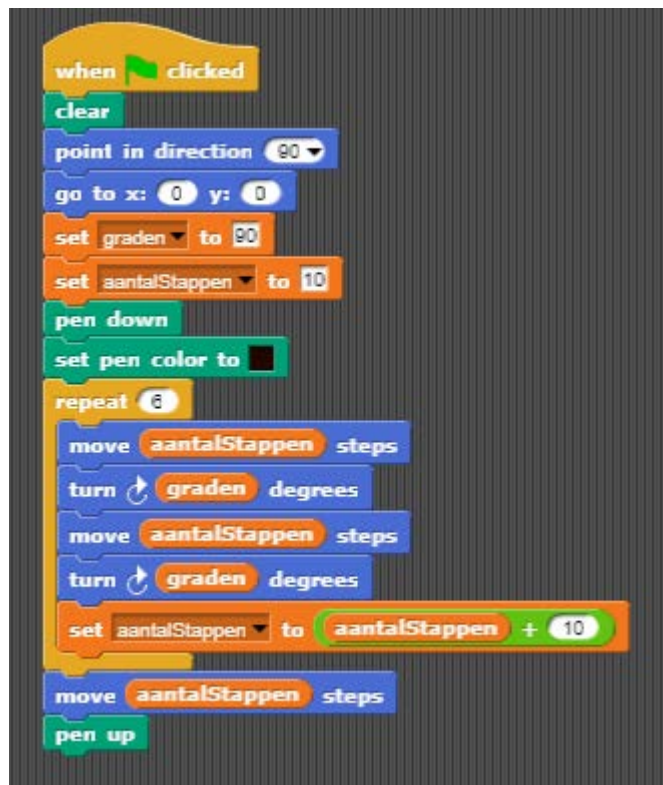 when clicked
clear
point in direction 90
go to x: 0 y: 0
set graden to 90
set aantalStappen to 10
pen down
set pen color to
repeat 6
move aantalStappen steps
turn graden degrees
move aantalStappen steps
turn graden degrees
set aantalStappen to aantalStappen + 10
move aantalStappen steps
pen up